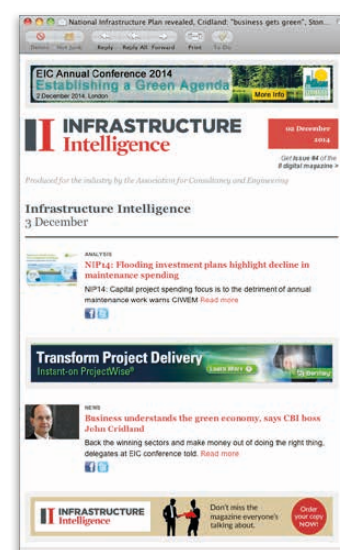 National Infrastructure Plan revealed, Cridland: "business gets green", Ston...
Delete Not Junk Reply Reply All Forward Print To Do
EIC Annual Conference 2014
Establishing a Green Agenda
2 December 2014, London
More Info
INFRASTRUCTURE
Intelligence
02 December
2014
Get Issue #4 of the
II digital magazine >
Produced for the industry by the Association for Consultancy and Engineering
Infrastructure Intelligence
3 December
ANALYSIS
NIP14: Flooding investment plans highlight decline in
maintenance spending
NIP14: Capital project spending focus is to the detriment of annual
maintenance work warns CIWEM Read more
Transform Project Delivery
Instant-on ProjectWise®
Learn More
Bentley
NEWS
Business understands the green economy, says CBI boss
John Cridland
Back the winning sectors and make money out of doing the right thing,
delegates at EIC conference told. Read more
INFRASTRUCTURE
Intelligence
Don't miss the
magazine everyone's
talking about.
Order
your copy
NOW!